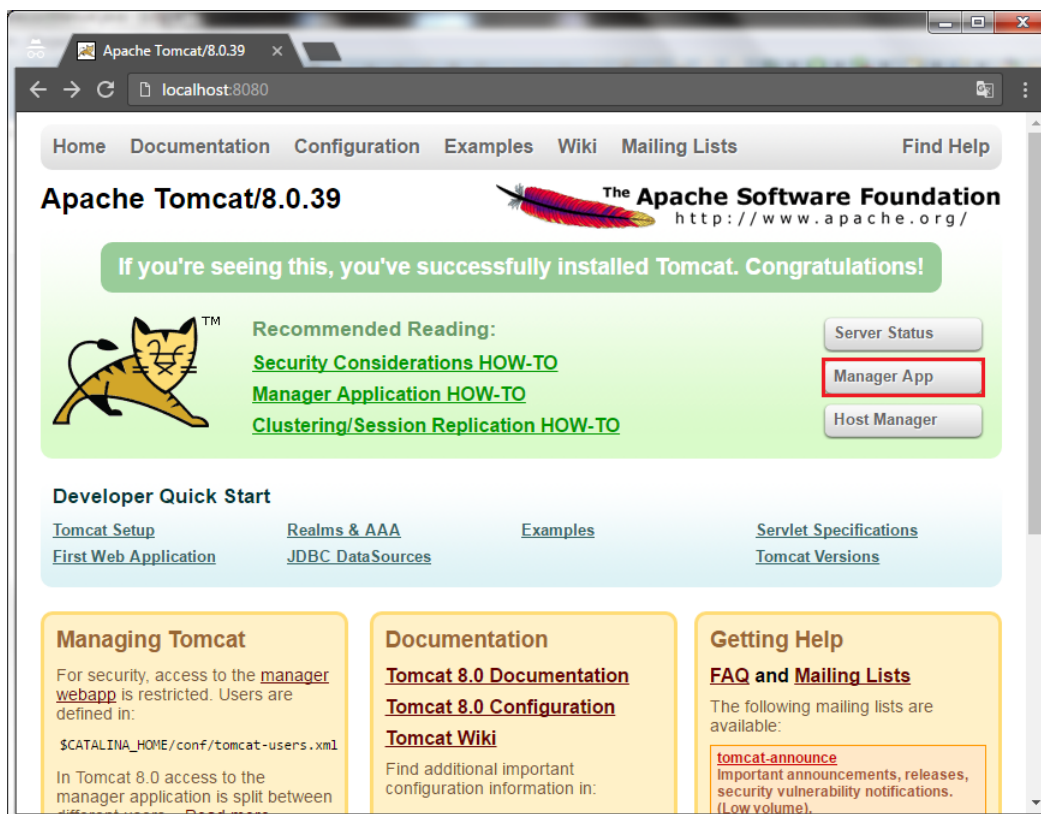 Apache Tomcat/8.0.39
localhost:8080
Home Documentation Configuration Examples Wiki Mailing Lists Find Help
Apache Tomcat/8.0.39
The Apache Software Foundation
http://www.apache.org/
If you're seeing this, you've successfully installed Tomcat. Congratulations!
TM
Recommended Reading:
Security Considerations HOW-TO
Manager Application HOW-TO
Clustering/Session Replication HOW-TO
Server Status
Manager App
Host Manager
Developer Quick Start
Tomcat Setup
First Web Application
Realms & AAA
JDBC DataSources
Examples
Servlet Specifications
Tomcat Versions
Managing Tomcat
For security, access to the manager
webapp is restricted. Users are
defined in:
$CATALINA_HOME/conf/tomcat-users.xml
In Tomcat 8.0 access to the
manager application is split between
different users. Read more...
Documentation
Tomcat 8.0 Documentation
Tomcat 8.0 Configuration
Tomcat Wiki
Find additional important
configuration information in:
Getting Help
FAQ and Mailing Lists
The following mailing lists are
available:
tomcat-announce
Important announcements, releases,
security vulnerability notifications.
(Low volume).